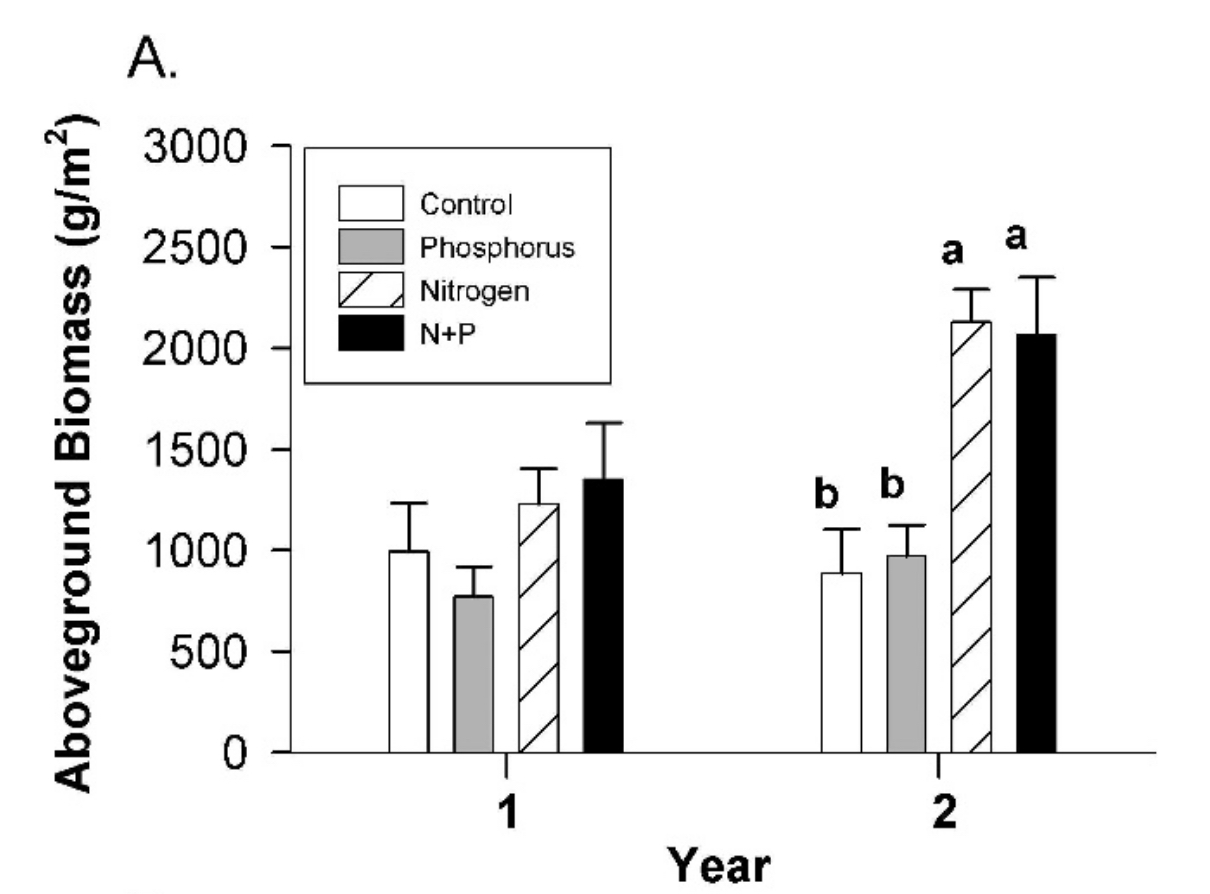 A.
Aboveground Biomass (g/m²)
3000
2500
2000
1500
1000
500
0
Control
Phosphorus
Nitrogen
N+P
b
b
a
a
1
2
Year